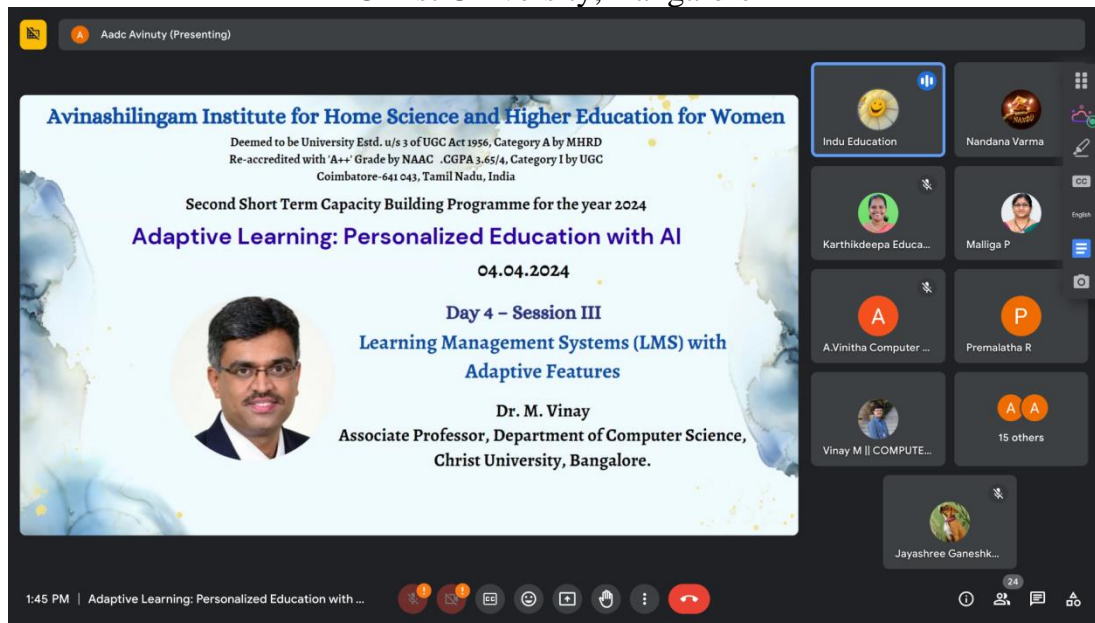 University, Bangalore
A
Aadc Avinuty (Presenting)
Avinashilingam Institute for Home Science and Higher Education for Women
Deemed to be University Estd. u/s 3 of UGC Act 1956, Category A by MHRD
Re-accredited with 'A++' Grade by NAAC .CGPA 3.65/4, Category I by UGC
Coimbatore-641 043, Tamil Nadu, India
Second Short Term Capacity Building Programme for the year 2024
Adaptive Learning: Personalized Education with AI
04.04.2024
Day 4 – Session III
Learning Management Systems (LMS) with
Adaptive Features
Dr. M. Vinay
Associate Professor, Department of Computer Science,
Christ University, Bangalore.
Indu Education
NANDU
Nandana Varma
Karthikdeepa Educa...
Malliga P
A
A.Vinitha Computer ...
P
Premalatha R
Vinay M || COMPUTE...
A A
15 others
Jayashree Ganeshk...
CC
English
1:45 PM | Adaptive Learning: Personalized Education with ...
CC
24